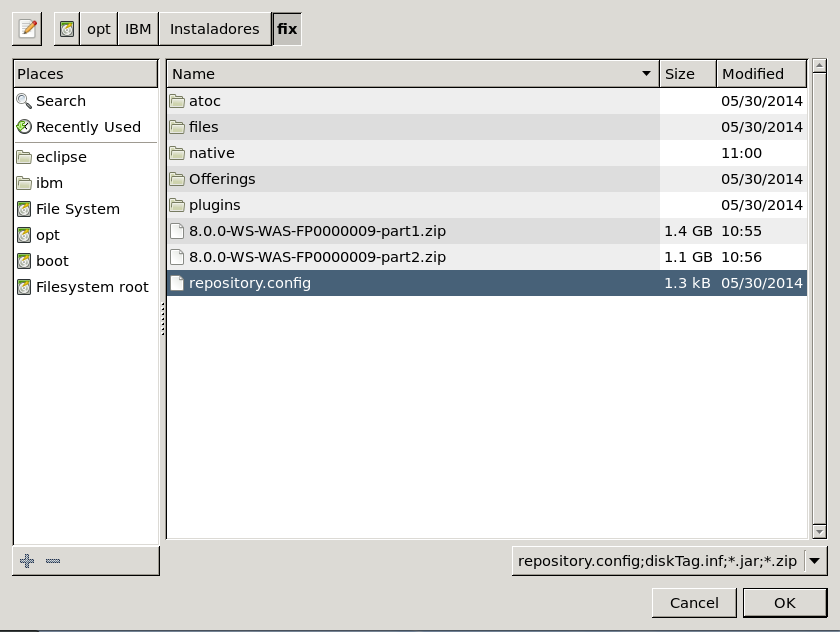 opt IBM Instaladores fix
Places
Search
Recently Used
eclipse
ibm
File System
opt
boot
Filesystem root
Name Size Modified
atoc 05/30/2014
files 05/30/2014
native 11:00
Offerings 05/30/2014
plugins 05/30/2014
8.0.0-WS-WAS-FP0000009-part1.zip 1.4 GB 10:55
8.0.0-WS-WAS-FP0000009-part2.zip 1.1 GB 10:56
repository.config 1.3 kB 05/30/2014
repository.config;diskTag.inf;*.jar;*.zip
Cancel OK